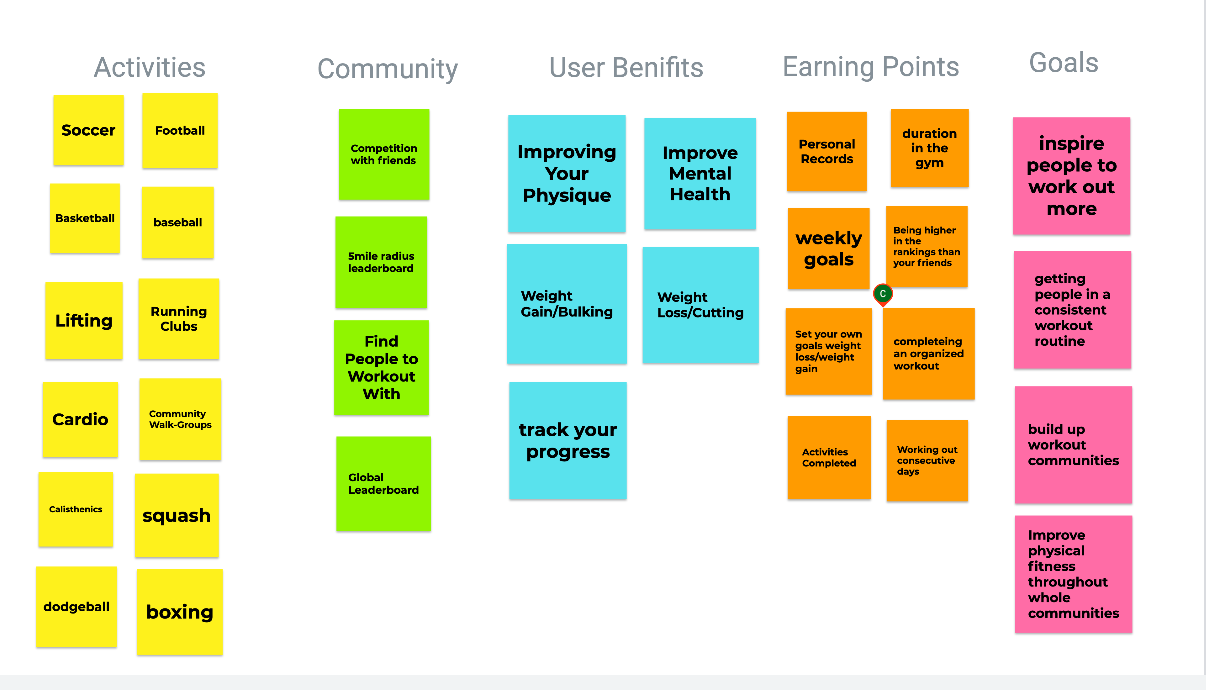 Activities
Community
User Benifits
Earning Points
Goals
Soccer
Football
Basketball
baseball
Lifting
Running
Clubs
Cardio
Community
Walk-Groups
Calisthenics
squash
dodgeball
boxing
Competition
with friends
5mile radius
leaderboard
Find
People to
Workout
With
Global
Leaderboard
Improving
Your
Physique
Improve
Mental
Health
Weight
Gain/Bulking
Weight
Loss/Cutting
track your
progress
Personal
Records
duration
in the
gym
weekly
goals
Being higher
in the
rankings than
your friends
C
Set your own
goals weight
loss/weight
gain
completeing
an organized
workout
Activities
Completed
Working out
consecutive
days
inspire
people to
work out
more
getting
people in a
consistent
workout
routine
build up
workout
communities
Improve
physical
fitness
throughout
whole
communities